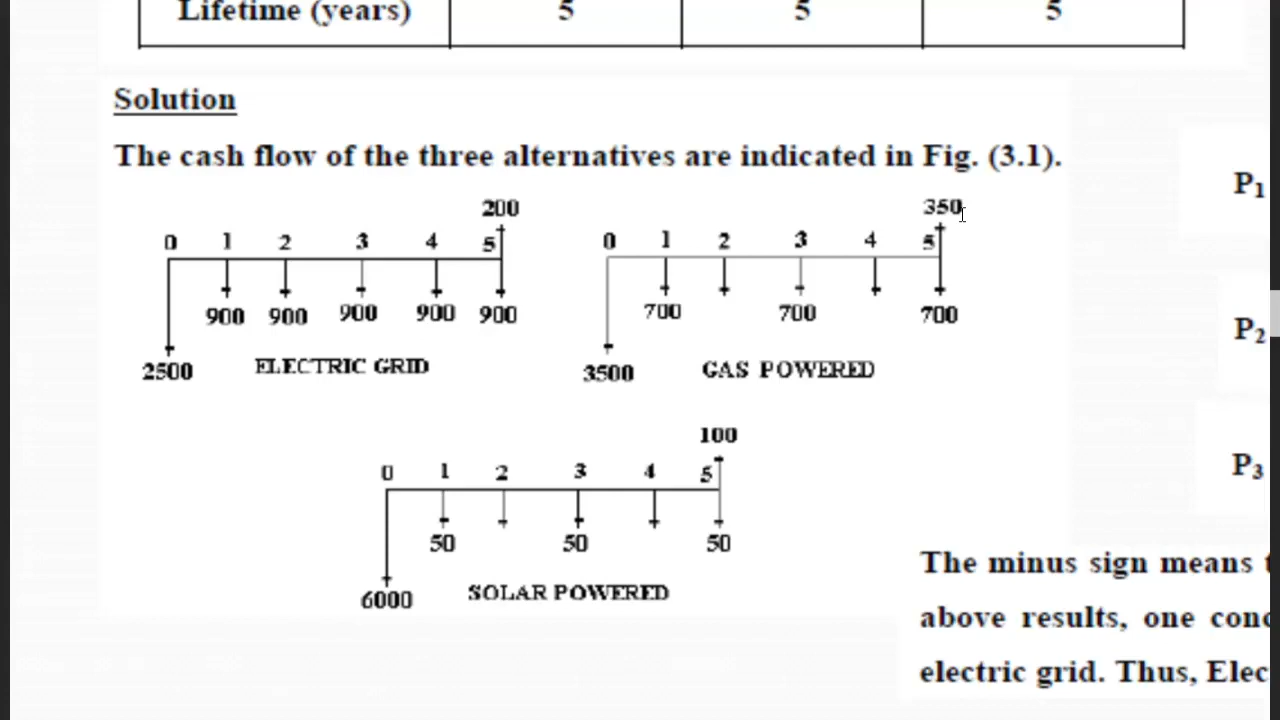 Lifetime (years) 5 5 5
Solution
The cash flow of the three alternatives are indicated in Fig. (3.1).
200
0 1 2 3 4 5
900 900 900 900 900
2500
ELECTRIC GRID
350
0 1 2 3 4 5
700 700 700
3500
GAS POWERED
100
0 1 2 3 4 5
50 50 50
6000
SOLAR POWERED
P1
P2
P3
The minus sign means
above results, one
electric grid. Thus,